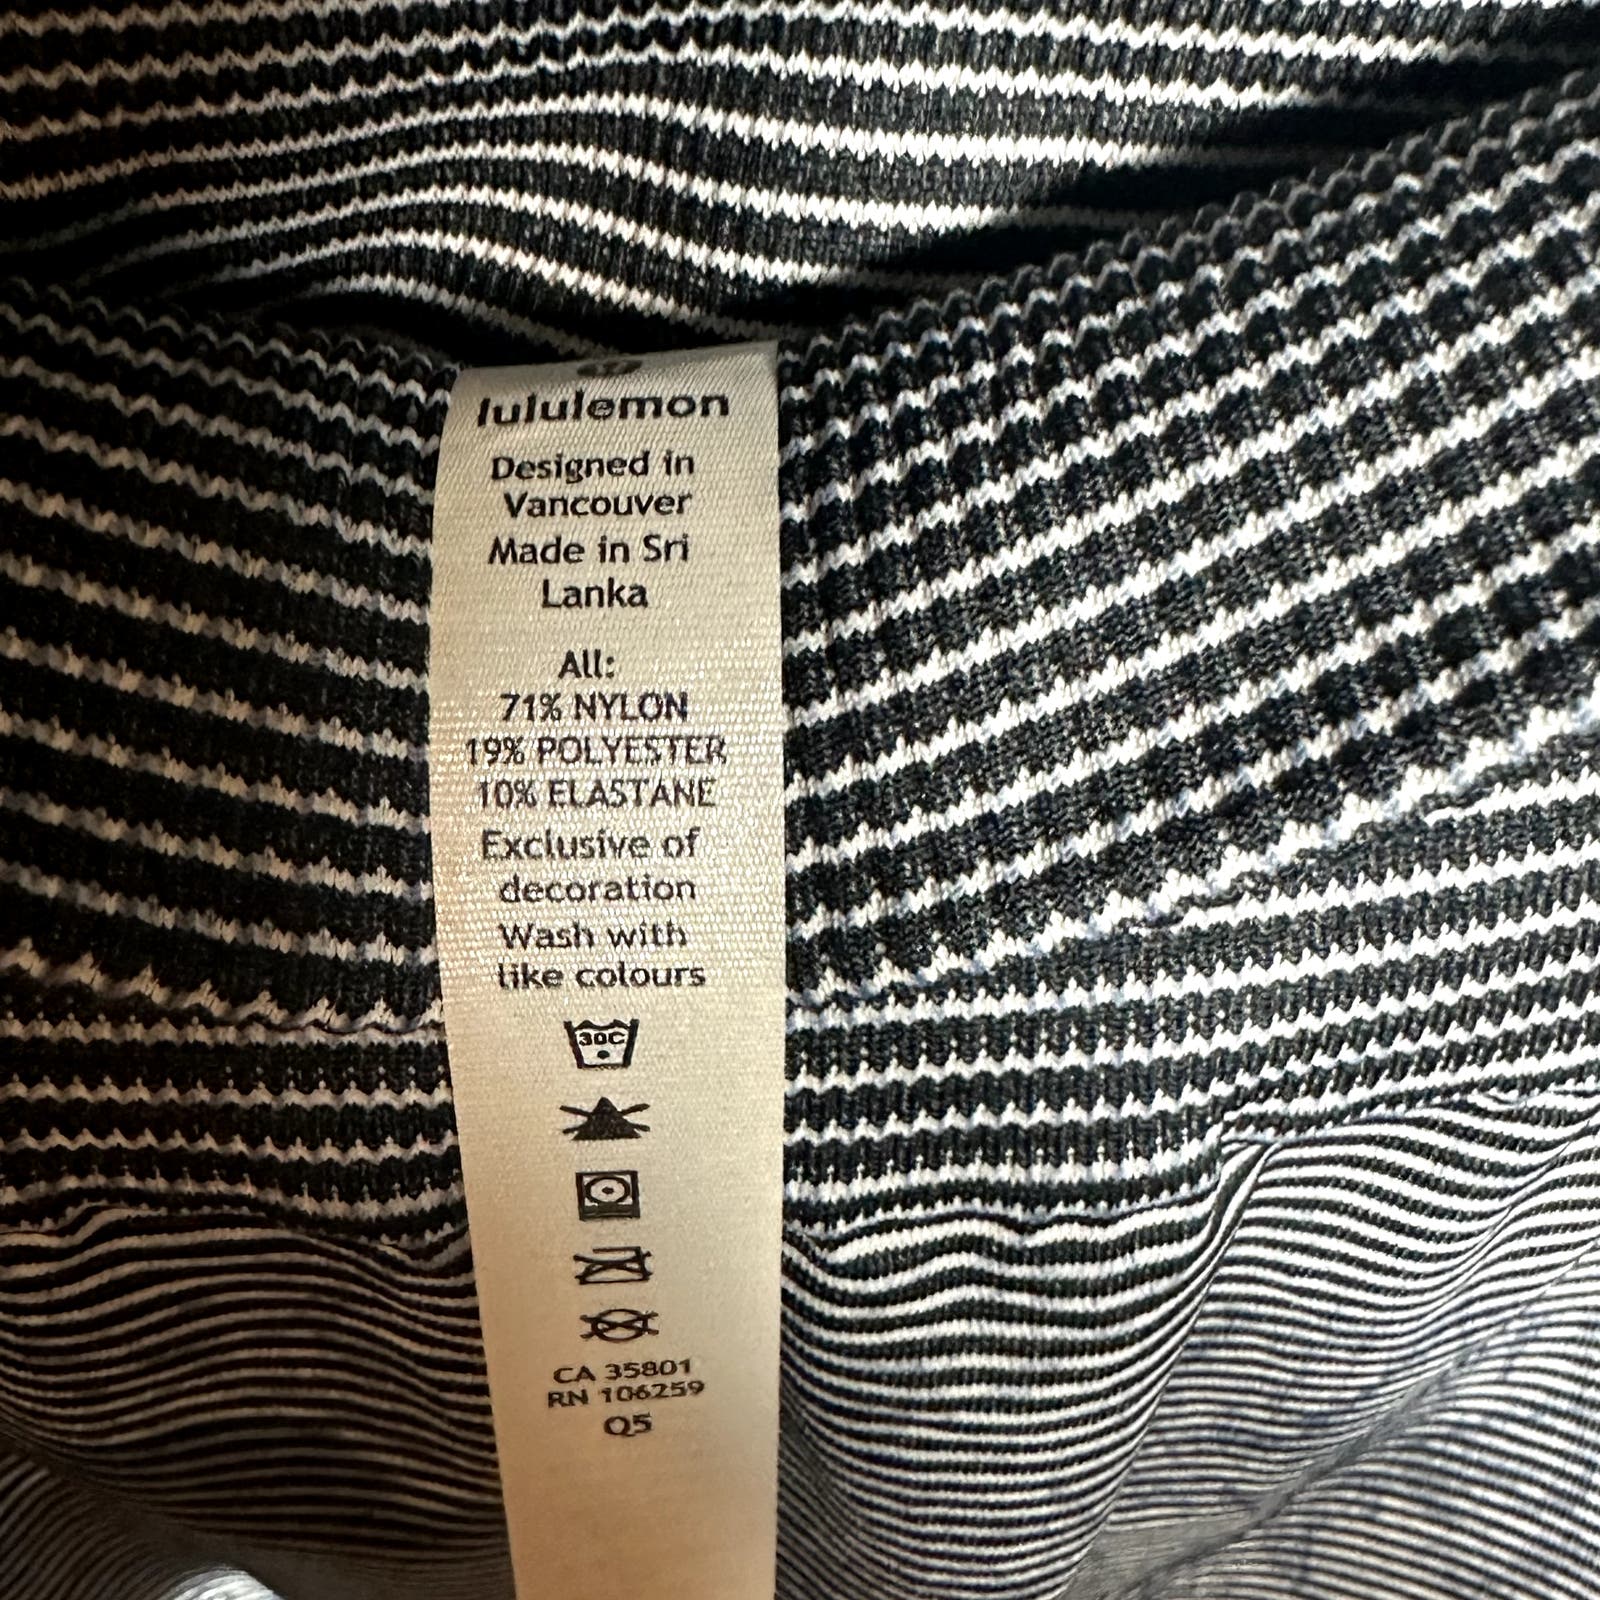 lululemon
Designed in
Vancouver
Made in Sri
Lanka
All:
71% NYLON
19% POLYESTER
10% ELASTANE
Exclusive of
decoration
Wash with
like colours
30C
CA 35801
RN 106259
Q5